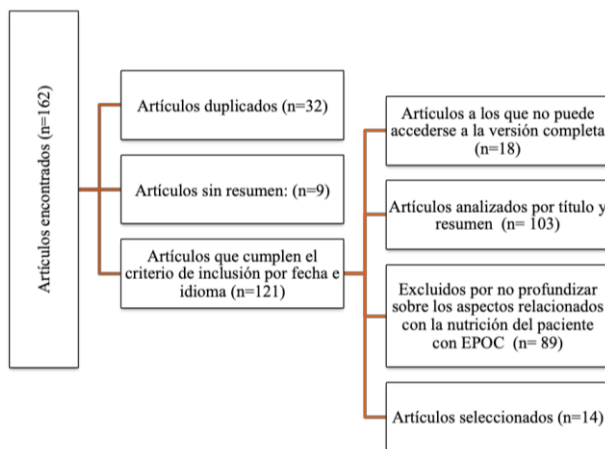 Artículos encontrados (n=162)
Artículos duplicados (n=32)
Artículos sin resumen: (n=9)
Artículos que cumplen el
criterio de inclusión por fecha e
idioma (n=121)
Artículos a los que no puede
accederse a la versión completa
(n=18)
Artículos analizados por título y
resumen (n= 103)
Excluidos por no profundizar
sobre los aspectos relacionados
con la nutrición del paciente
con EPOC (n= 89)
Artículos seleccionados (n=14)